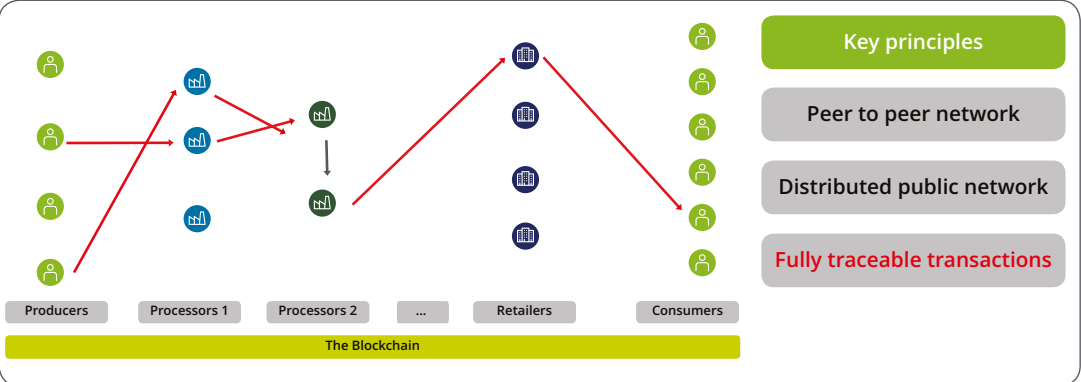 Key principles
Peer to peer network
Distributed public network
Fully traceable transactions
Producers
Processors 1
Processors 2
...
Retailers
Consumers
The Blockchain